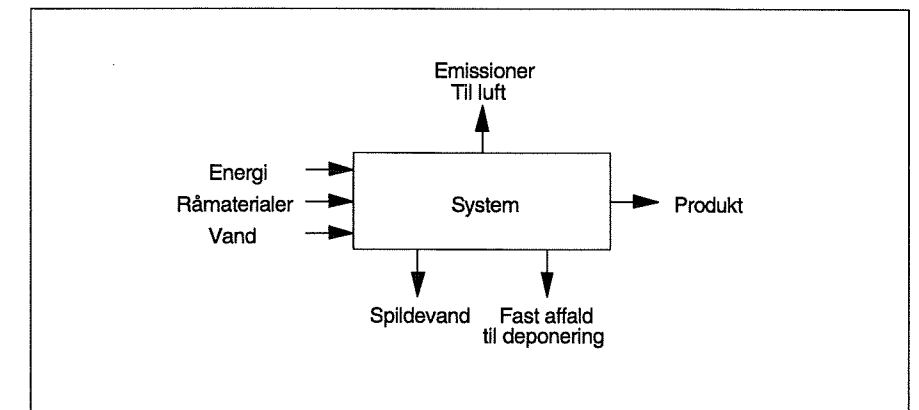 Emissioner
Til luft
Energi
Råmaterialer
Vand
System
Produkt
Spildevand
Fast affald
til deponering